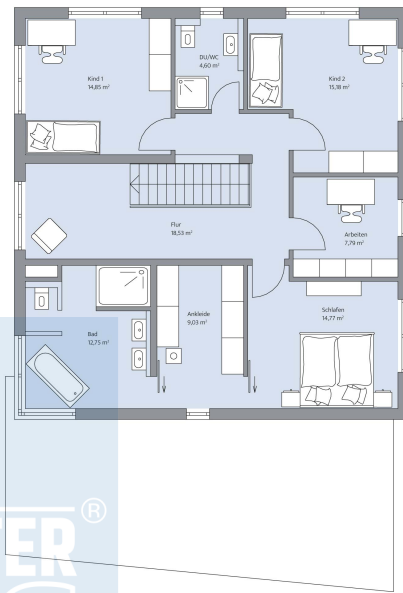 Kind 1
14,85 m²
DU/WC
4,60 m²
Kind 2
15,18 m²
Flur
18,53 m²
Arbeiten
7,79 m²
Bad
12,75 m²
Ankleide
9,03 m²
Schlafen
14,77 m²
®